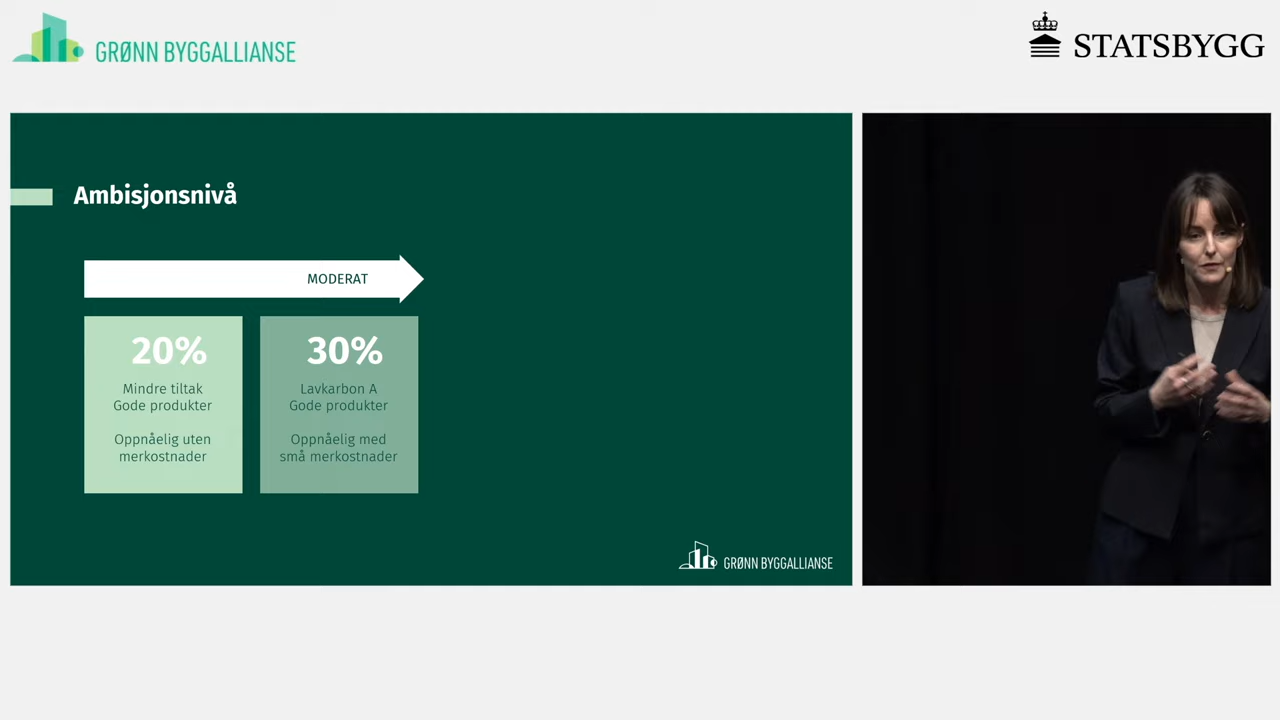 GRØNN BYGGALLIANSE
STATSBYGG
Ambisjonsnivå
MODERAT
20%
Mindre tiltak
Gode produkter
Oppnåelig uten
merkostnader
30%
Lavkarbon A
Gode produkter
Oppnåelig med
små merkostnader
GRØNN BYGGALLIANSE